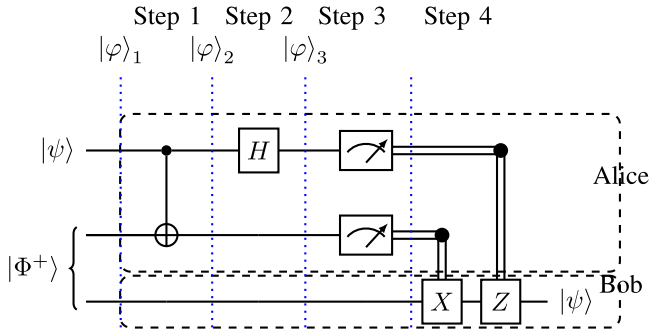 Step 1 Step 2 Step 3 Step 4
|φ⟩₁ |φ⟩₂ |φ⟩₃
|ψ⟩ H
Alice
|Φ⁺⟩
Bob
X Z |ψ⟩